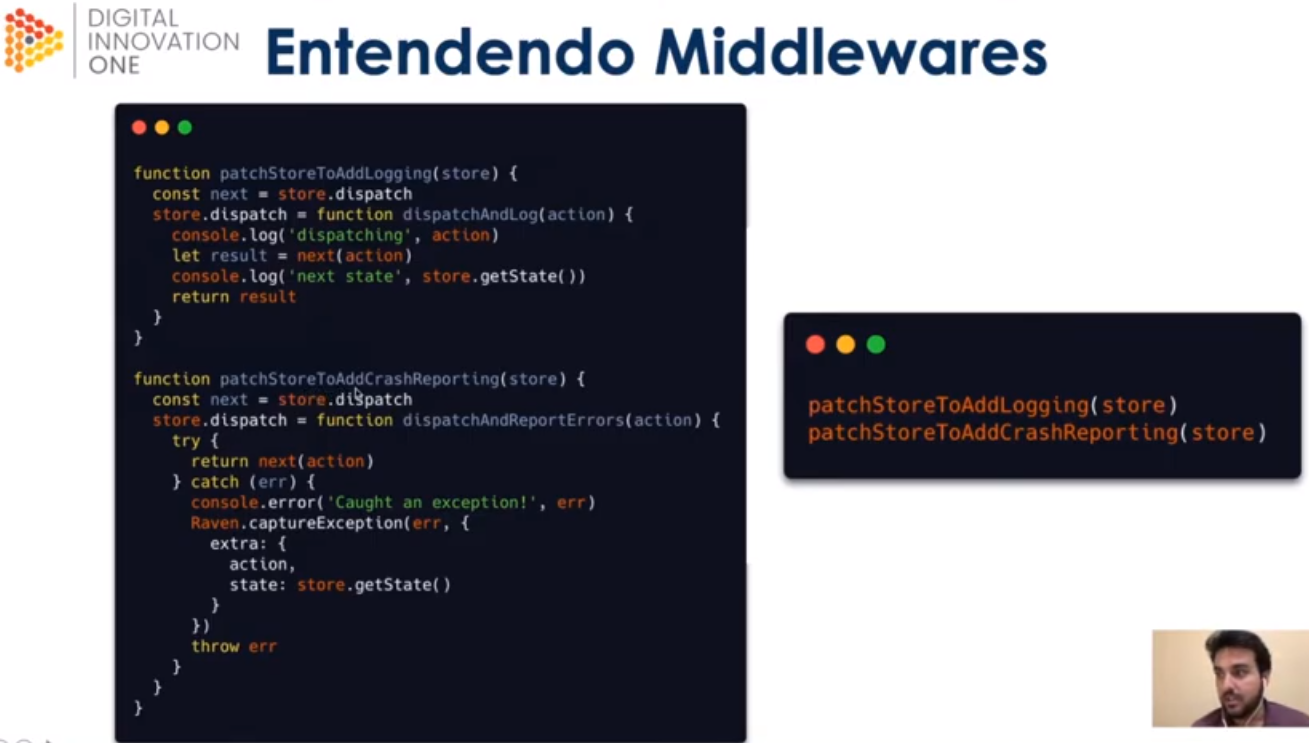 DIGITAL
INNOVATION
ONE
Entendendo Middlewares
function patchStoreToAddLogging(store) {
  const next = store.dispatch
  store.dispatch = function dispatchAndLog(action) {
    console.log('dispatching', action)
    let result = next(action)
    console.log('next state', store.getState())
    return result
  }
}
function patchStoreToAddCrashReporting(store) {
  const next = store.dispatch
  store.dispatch = function dispatchAndReportErrors(action) {
    try {
      return next(action)
    } catch (err) {
      console.error('Caught an exception!', err)
      Raven.captureException(err, {
        extra: {
          action,
          state: store.getState()
        }
      })
      throw err
    }
  }
}
patchStoreToAddLogging(store)
patchStoreToAddCrashReporting(store)